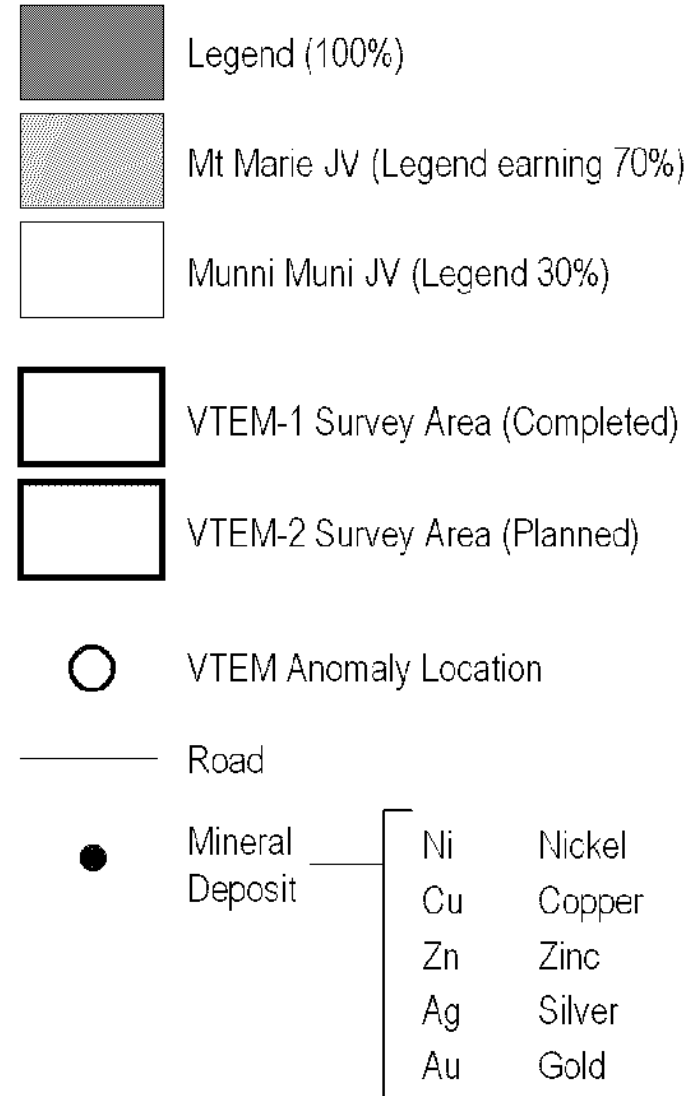 Legend (100%)
Mt Marie JV (Legend earning 70%)
Munni Muni JV (Legend 30%)
VTEM-1 Survey Area (Completed)
VTEM-2 Survey Area (Planned)
VTEM Anomaly Location
Road
Mineral
Deposit
Ni Nickel
Cu Copper
Zn Zinc
Ag Silver
Au Gold